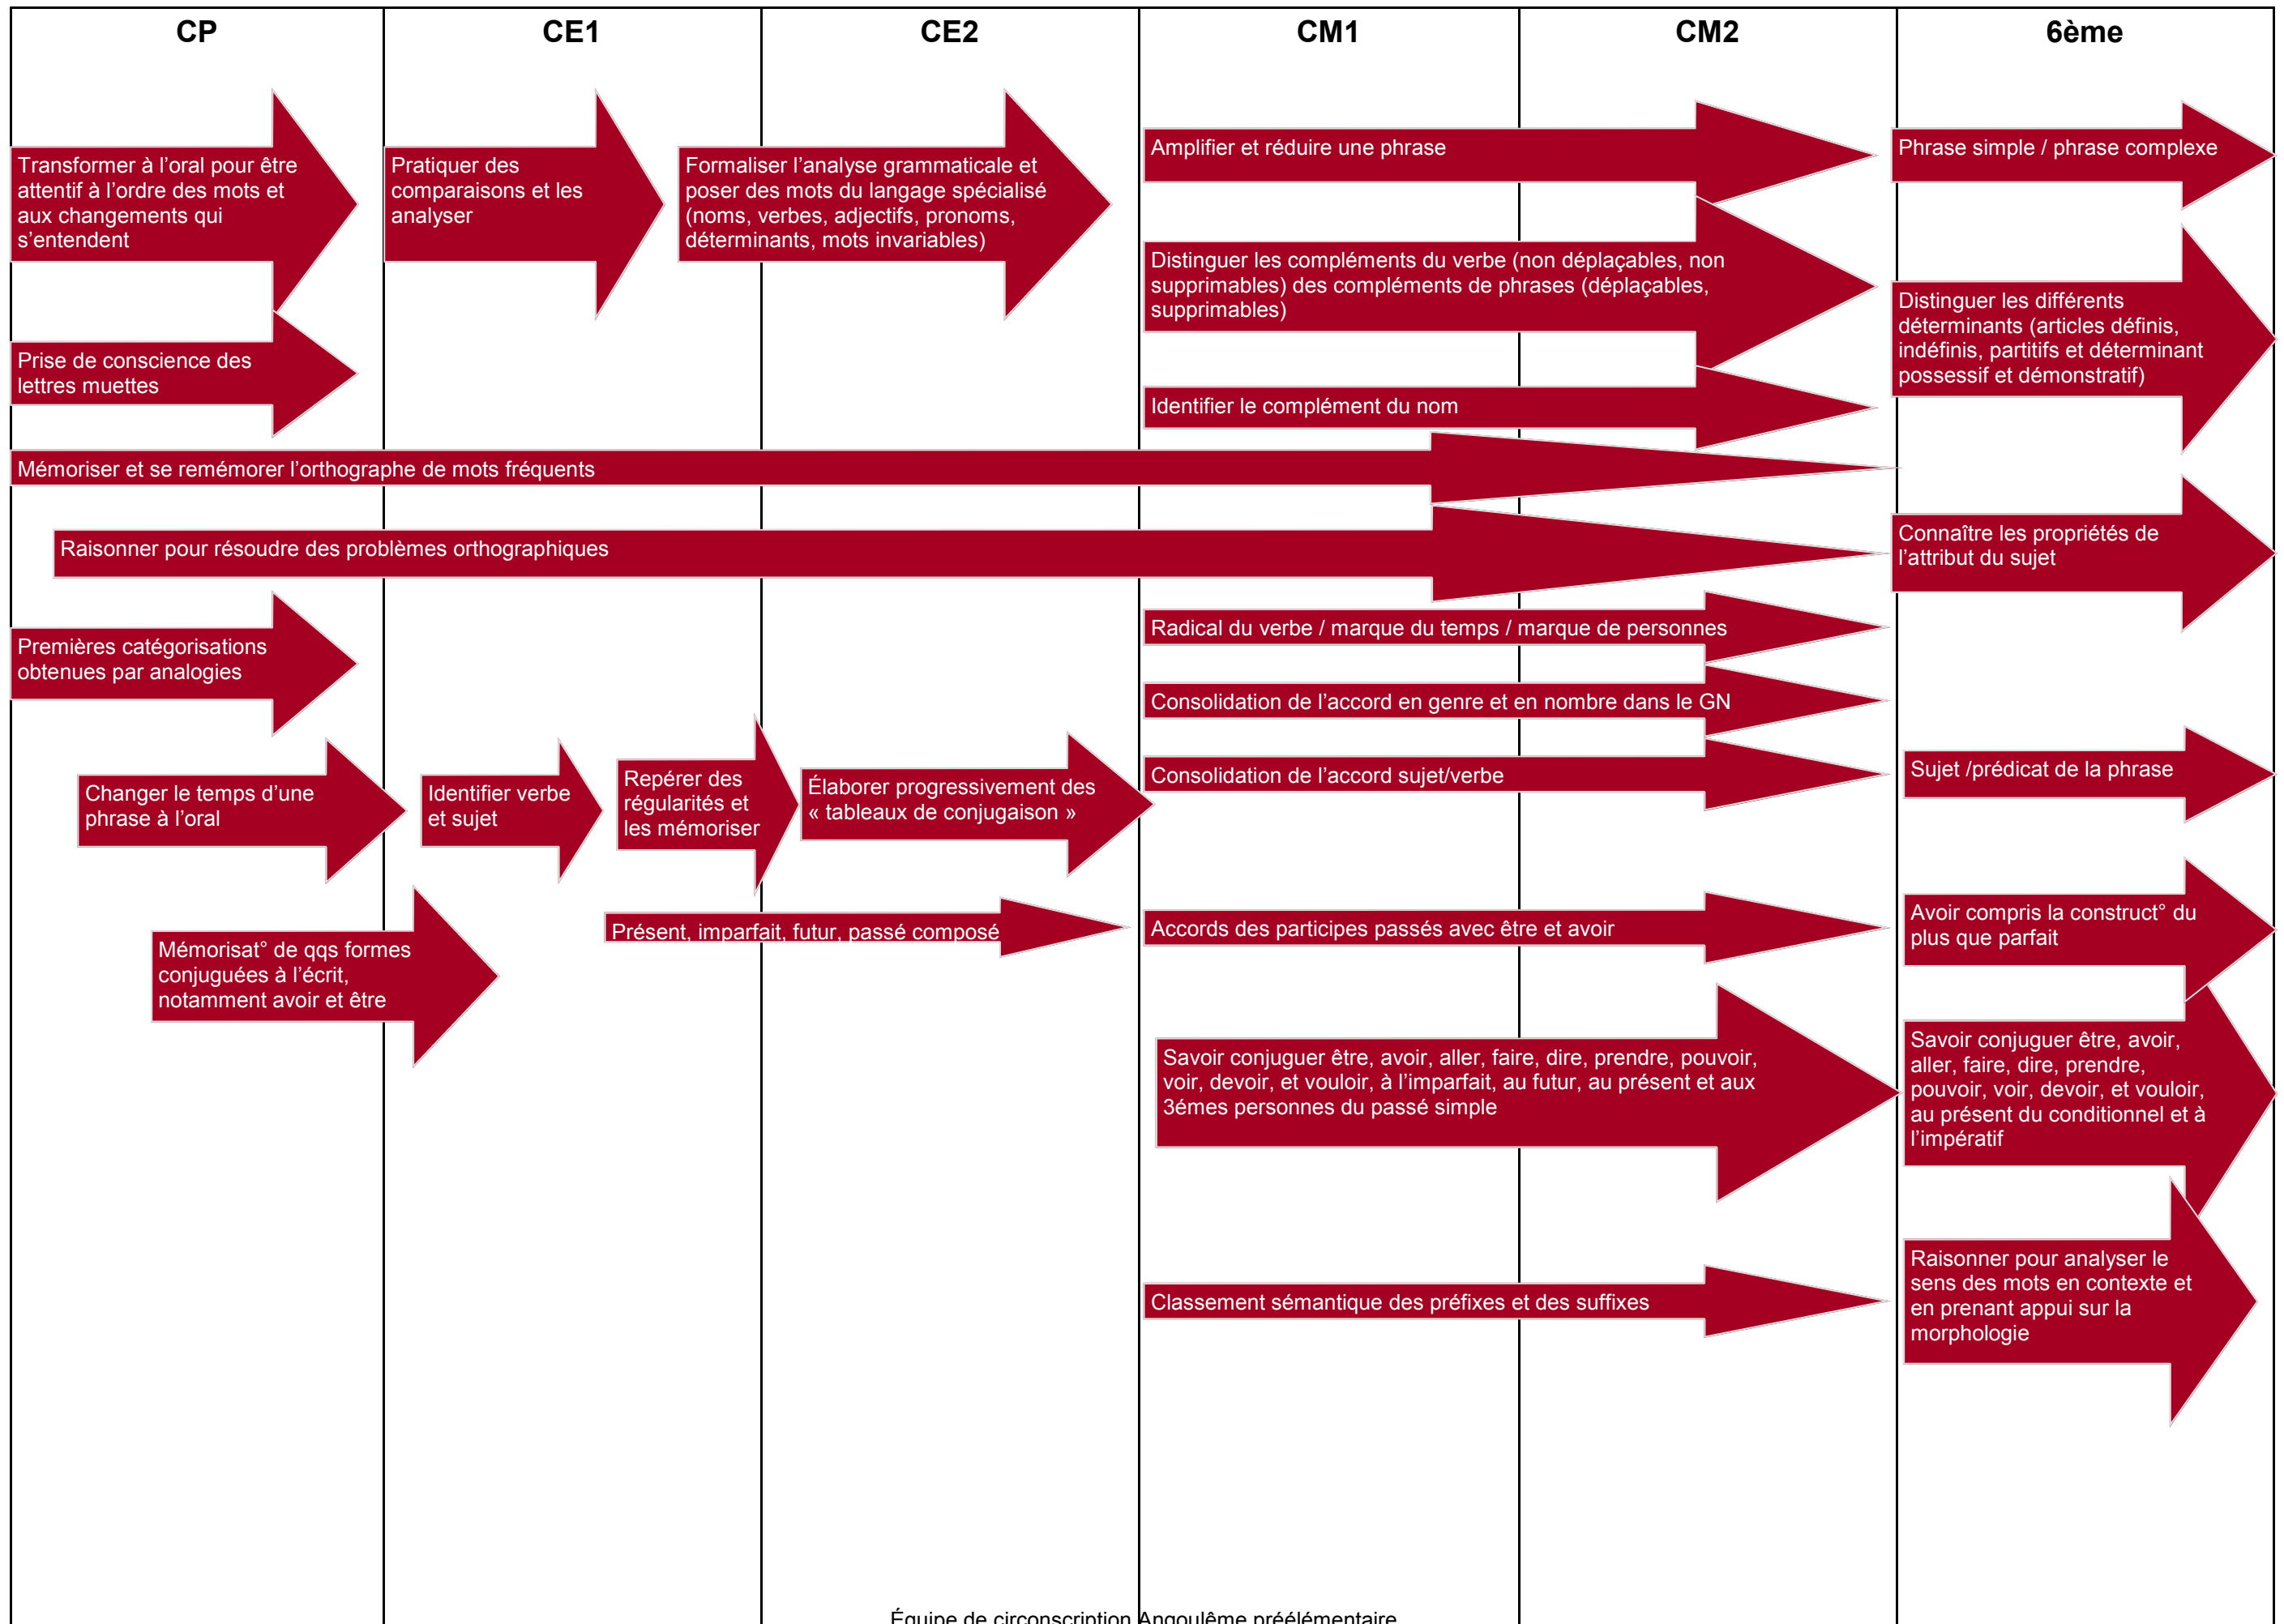 CP
CE1
CE2
CM1
CM2
6ème
Transformer à l’oral pour être
attentif à l’ordre des mots et
aux changements qui
s’entendent
Pratiquer des
comparaisons et les
analyser
Formaliser l’analyse grammaticale et
poser des mots du langage spécialisé
(noms, verbes, adjectifs, pronoms,
déterminants, mots invariables)
Amplifier et réduire une phrase
Phrase simple / phrase complexe
Distinguer les compléments du verbe (non déplaçables, non
supprimables) des compléments de phrases (déplaçables,
supprimables)
Distinguer les différents
déterminants (articles définis,
indéfinis, partitifs et déterminant
possessif et démonstratif)
Prise de conscience des
lettres muettes
Identifier le complément du nom
Mémoriser et se remémorer l’orthographe de mots fréquents
Raisonner pour résoudre des problèmes orthographiques
Connaître les propriétés de
l’attribut du sujet
Premières catégorisations
obtenues par analogies
Radical du verbe / marque du temps / marque de personnes
Consolidation de l’accord en genre et en nombre dans le GN
Changer le temps d’une
phrase à l’oral
Identifier verbe
et sujet
Repérer des
régularités et
les mémoriser
Élaborer progressivement des
« tableaux de conjugaison »
Consolidation de l’accord sujet/verbe
Sujet /prédicat de la phrase
Mémorisat° de qqs formes
conjuguées à l’écrit,
notamment avoir et être
Présent, imparfait, futur, passé composé
Accords des participes passés avec être et avoir
Avoir compris la construct° du
plus que parfait
Savoir conjuguer être, avoir, aller, faire, dire, prendre, pouvoir,
voir, devoir, et vouloir, à l’imparfait, au futur, au présent et aux
3émes personnes du passé simple
Savoir conjuguer être, avoir,
aller, faire, dire, prendre,
pouvoir, voir, devoir, et vouloir,
au présent du conditionnel et à
l’impératif
Classement sémantique des préfixes et des suffixes
Raisonner pour analyser le
sens des mots en contexte et
en prenant appui sur la
morphologie
Équipe de circonscription Angoulême préélémentaire